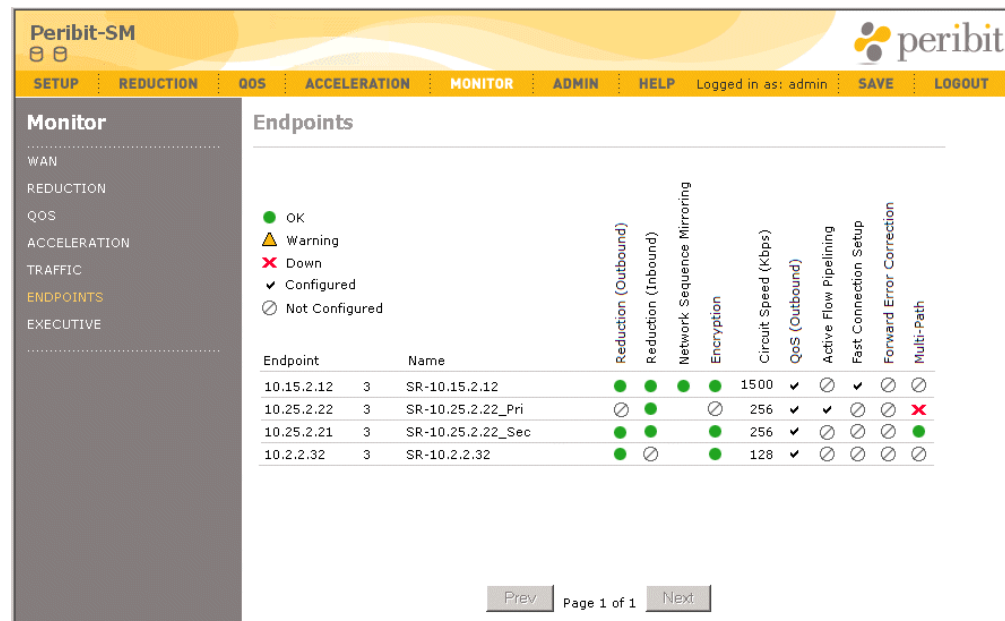 Peribit-SM
peribit
SETUP REDUCTION QOS ACCELERATION MONITOR ADMIN HELP Logged in as: admin SAVE LOGOUT
Monitor
WAN
REDUCTION
QOS
ACCELERATION
TRAFFIC
ENDPOINTS
EXECUTIVE
Endpoints
OK
Warning
Down
Configured
Not Configured
Endpoint Name
Reduction (Outbound)
Reduction (Inbound)
Network Sequence Mirroring
Encryption
Circuit Speed (Kbps)
QoS (Outbound)
Active Flow Pipelining
Fast Connection Setup
Forward Error Correction
Multi-Path
10.15.2.12 3 SR-10.15.2.12 1500
10.25.2.22 3 SR-10.25.2.22_Pri 256
10.25.2.21 3 SR-10.25.2.22_Sec 256
10.2.2.32 3 SR-10.2.2.32 128
Prev Page 1 of 1 Next